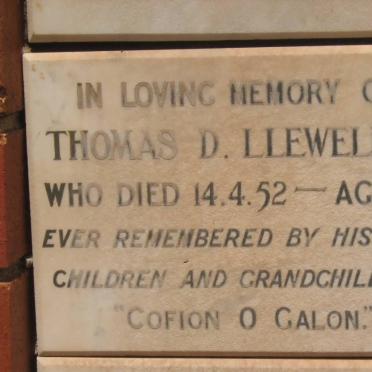 IN LOVING MEMORY O
THOMAS D. LLEWEL
WHO DIED 14.4.52 — AG
EVER REMEMBERED BY HIS
CHILDREN AND GRANDCHIL
"COFION O GALON."